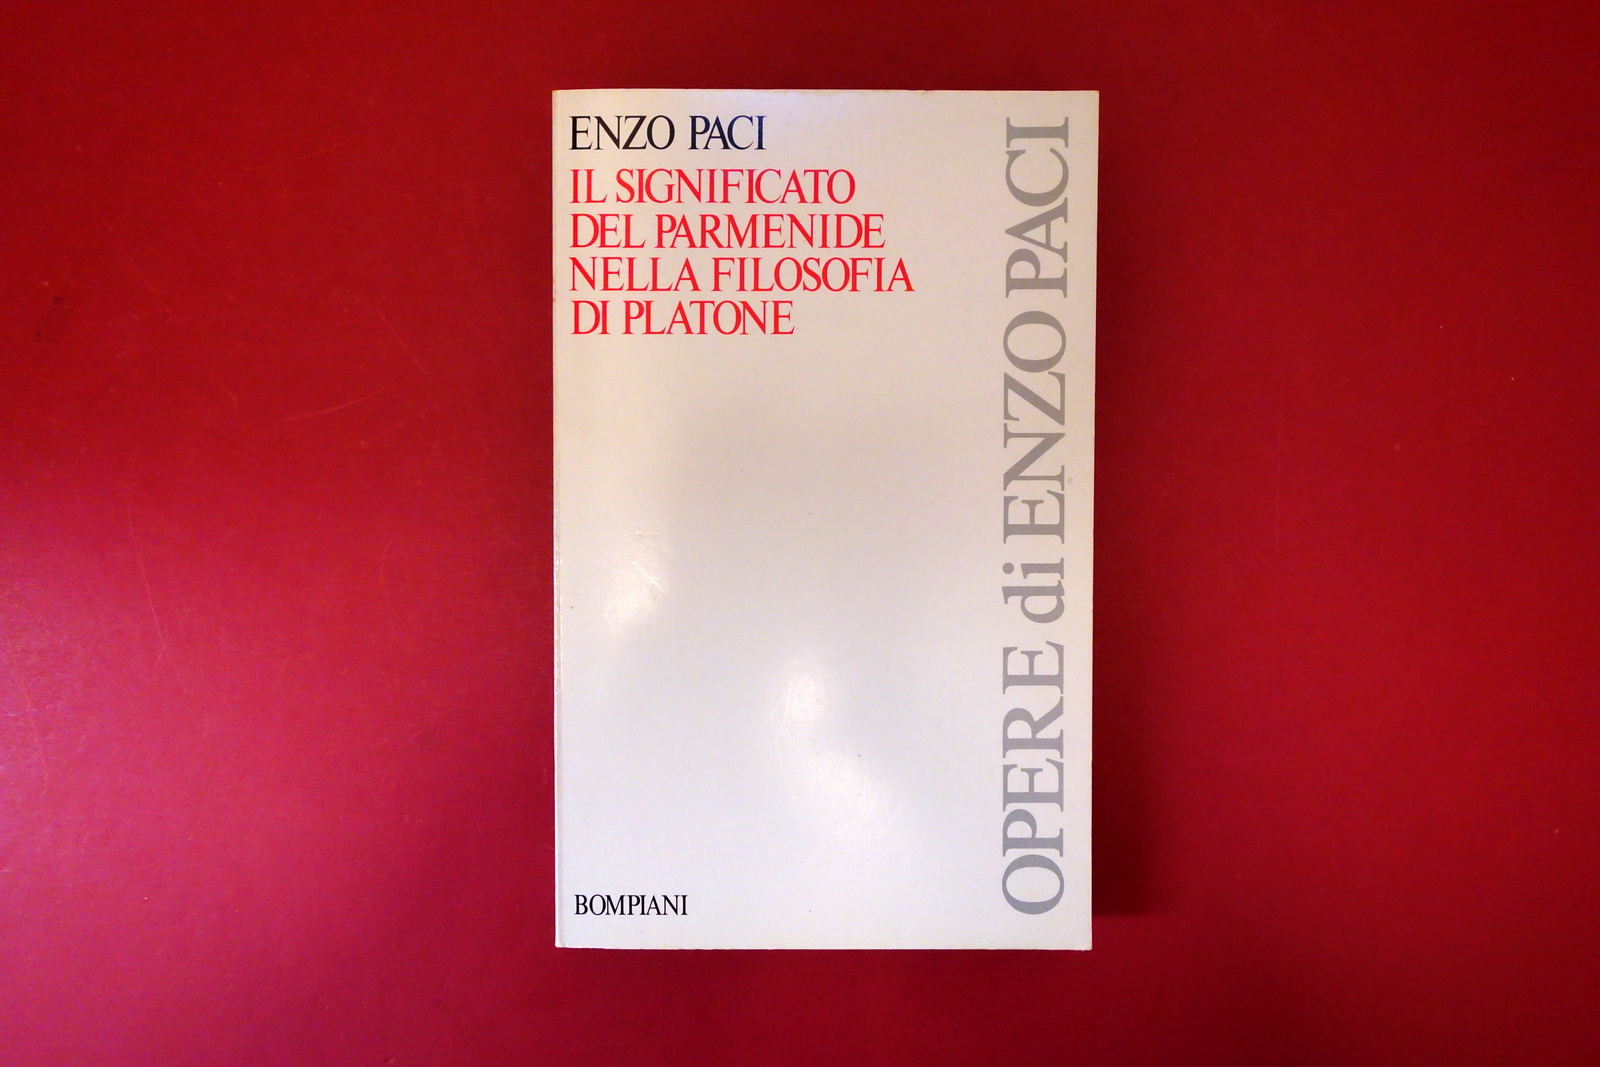 ENZO PACI
IL SIGNIFICATO
DEL PARMENIDE
NELLA FILOSOFIA
DI PLATONE
OPERE di ENZO PACI
BOMPIANI